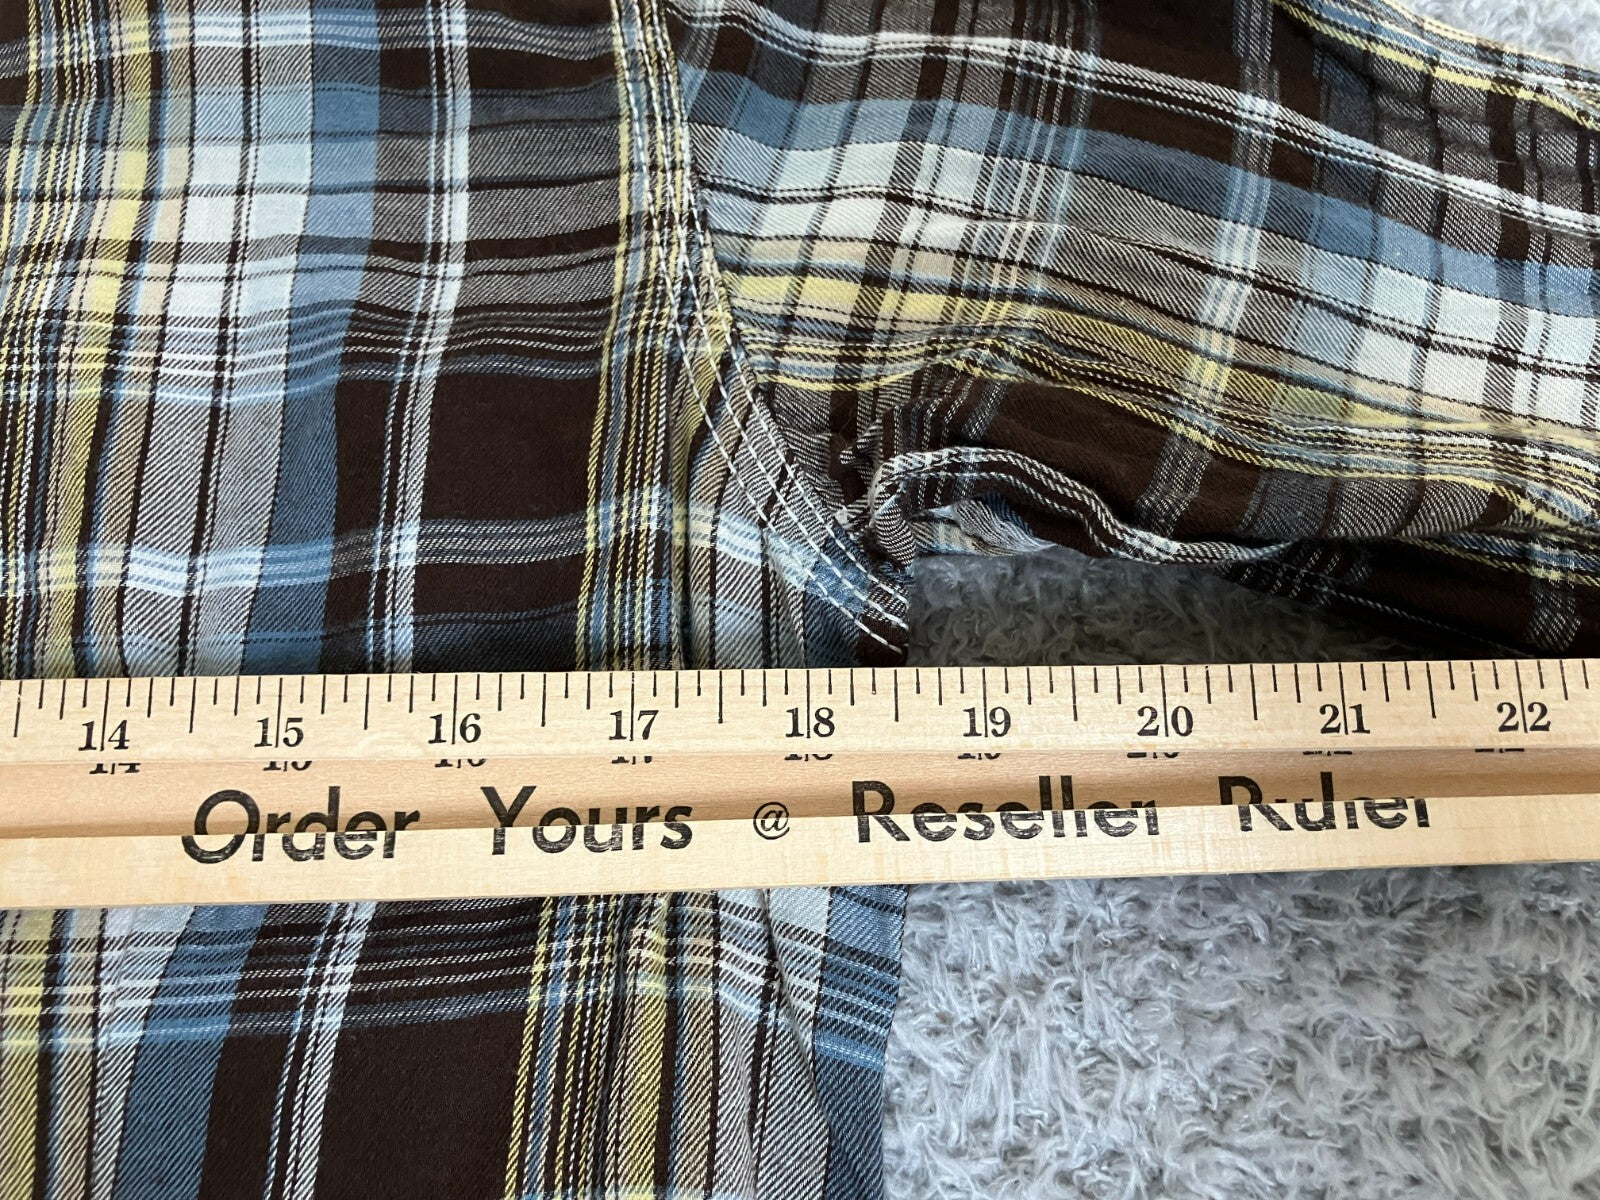 14 15 16 17 18 19 20 21 22
Order Yours @ Reseller Ruler